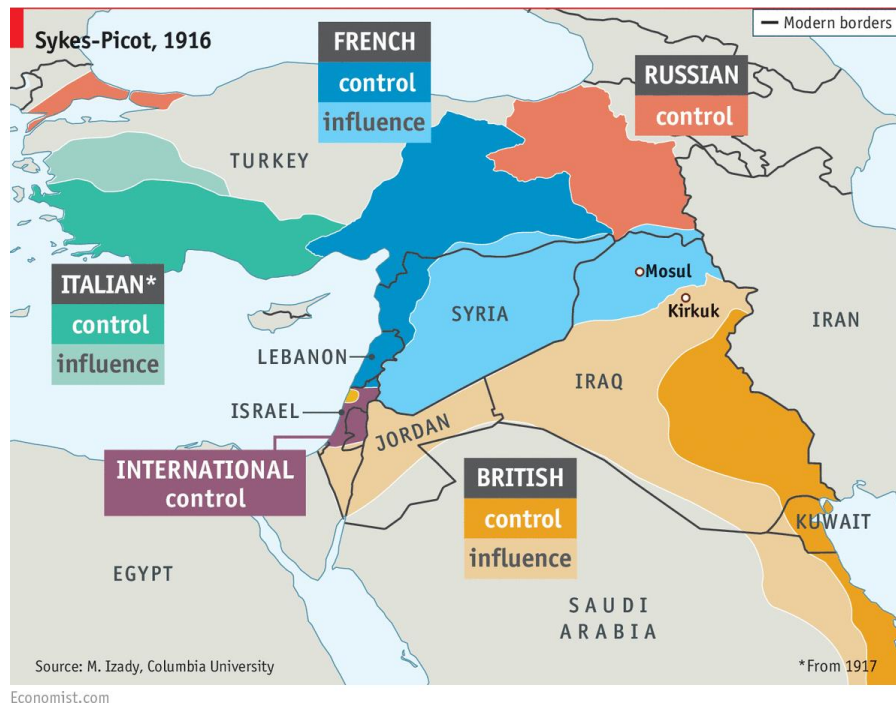 Sykes-Picot, 1916
Modern borders
FRENCH
control
influence
RUSSIAN
control
TURKEY
ITALIAN*
control
influence
Mosul
Kirkuk
SYRIA
IRAN
LEBANON
IRAQ
ISRAEL
JORDAN
INTERNATIONAL
control
BRITISH
control
influence
KUWAIT
EGYPT
SAUDI
ARABIA
Source: M. Izady, Columbia University
*From 1917
Economist.com